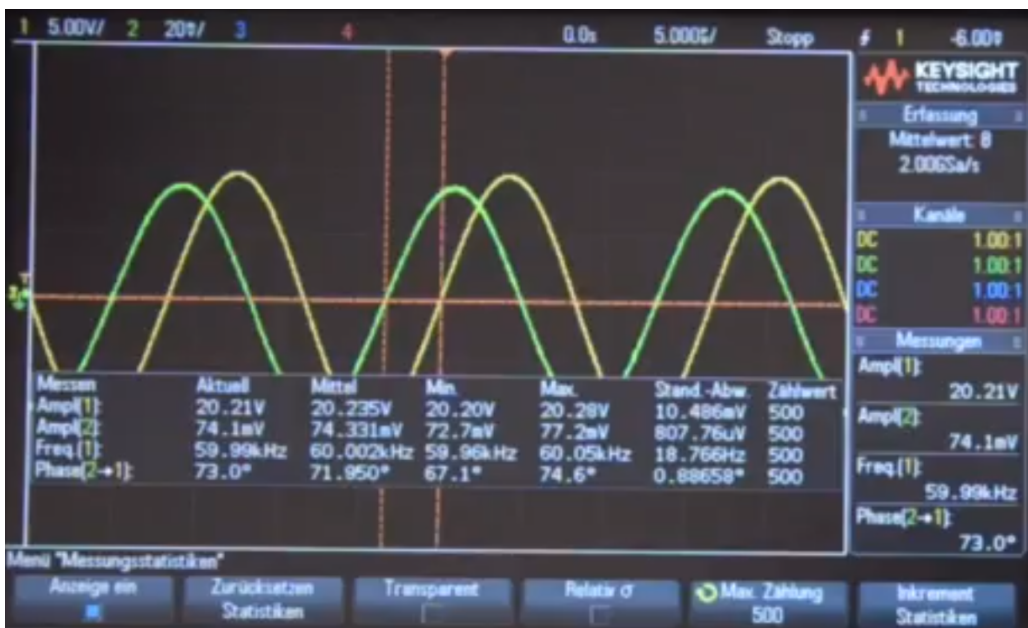 1 5.00V/ 2 20▯/ 3 4 0.0s 5.000▯/ Stopp 1 -6.00▯
KEYSIGHT
TECHNOLOGIES
Erfassung
Mittelwert: 8
2.00GSa/s
Kanäle
DC 1.00:1
DC 1.00:1
DC 1.00:1
DC 1.00:1
Messungen
Ampl(1):
20.21V
Ampl(2):
74.1mV
Freq.(1):
59.99kHz
Phase(2→1):
73.0°
Messen Aktuell Mittel Min. Max. Stand.-Abw. Zählwert
Ampl(1): 20.21V 20.235V 20.20V 20.28V 10.486mV 500
Ampl(2): 74.1mV 74.331mV 72.7mV 77.2mV 807.76uV 500
Freq.(1): 59.99kHz 60.002kHz 59.96kHz 60.05kHz 18.766Hz 500
Phase(2→1): 73.0° 71.950° 67.1° 74.6° 0.88658° 500
Menü "Messungsstatistiken"
Anzeige ein
Zurücksetzen
Statistiken
Transparent
Relativ σ
Max. Zählung
500
Inkrement
Statistiken